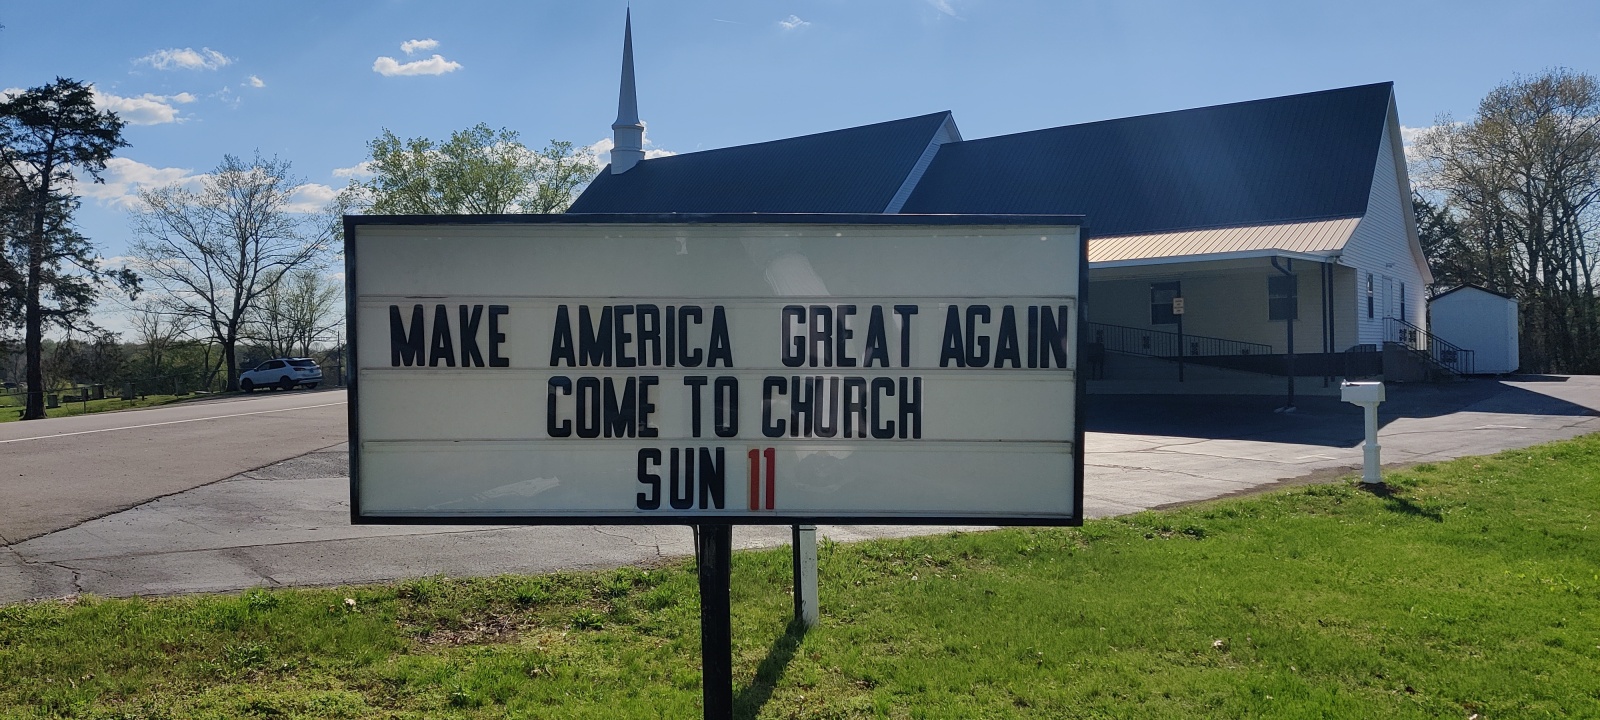 MAKE AMERICA GREAT AGAIN
COME TO CHURCH
SUN 11